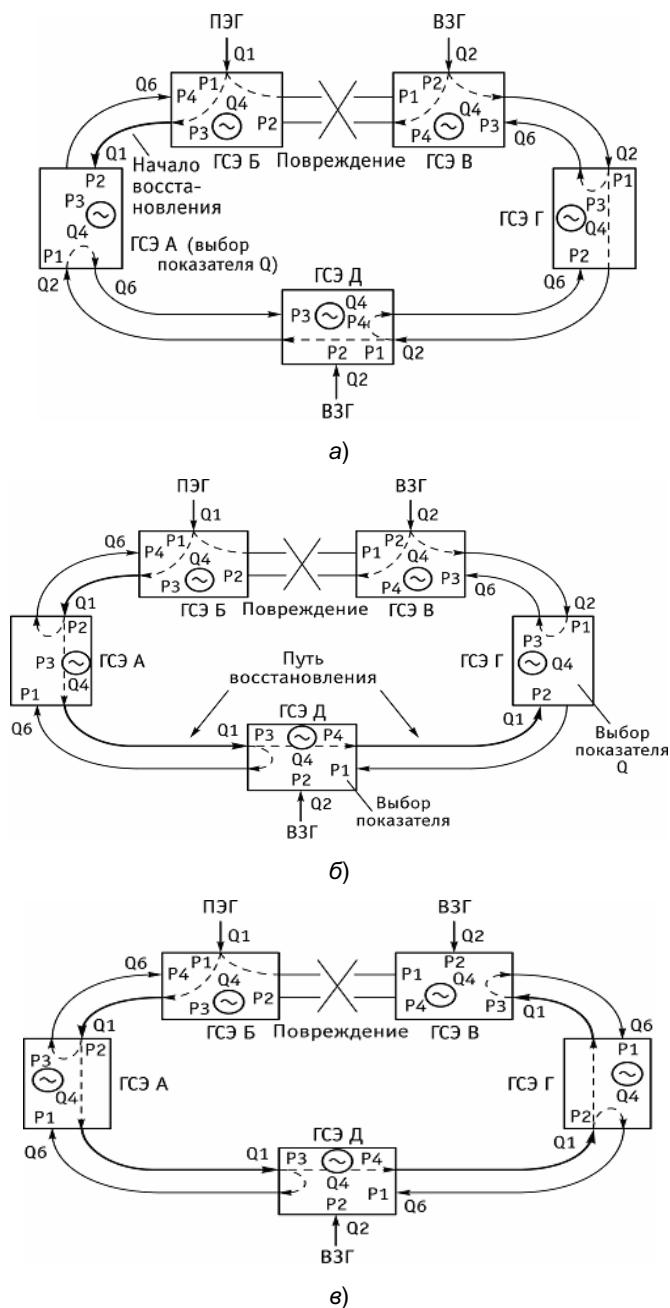 ПЭГ ВЗГ
Q1 Q2
Q6 P1 P2
P4 Q4 P1 Q4
P3 P2 P4 P3
Q1 ГСЭ Б Повреждение ГСЭ В Q6 Q2
Начало
восста-
новления
P2 P1
P3 P3
Q4 ГСЭ Г Q4
P1 ГСЭ А (выбор P2
Q2 показателя Q)
Q6 ГСЭ Д Q6
P3 Q4
P4
P2 P1 Q2
Q2
ВЗГ
а)
ПЭГ ВЗГ
Q1 Q2
Q6 P1 P2
P4 Q4 P1 Q4
P3 P2 P4 P3
Q1 ГСЭ Б Повреждение ГСЭ В Q6 Q2
P2 P1
P3 ГСЭ А Путь ГСЭ Г P3
Q4 восстановления Q4
P1 P2
Q6 Q1 ГСЭ Д Q1
Выбор
показателя
Q
P3 P4
Q4
P2 P1
Q2
ВЗГ
Выбор
показателя
б)
ПЭГ ВЗГ
Q1 Q2
Q6 P1 P2
P4 Q4 P1 Q4
P3 P2 P4 P3
Q1 ГСЭ Б Повреждение ГСЭ В Q1 Q6
P3 P2 P1
ГСЭ А ГСЭ Г
Q4 Q4
P1 P2
Q6 ГСЭ Д Q1
Q1 P3 P4
Q4
P2 P1 Q6
Q2
ВЗГ
в)